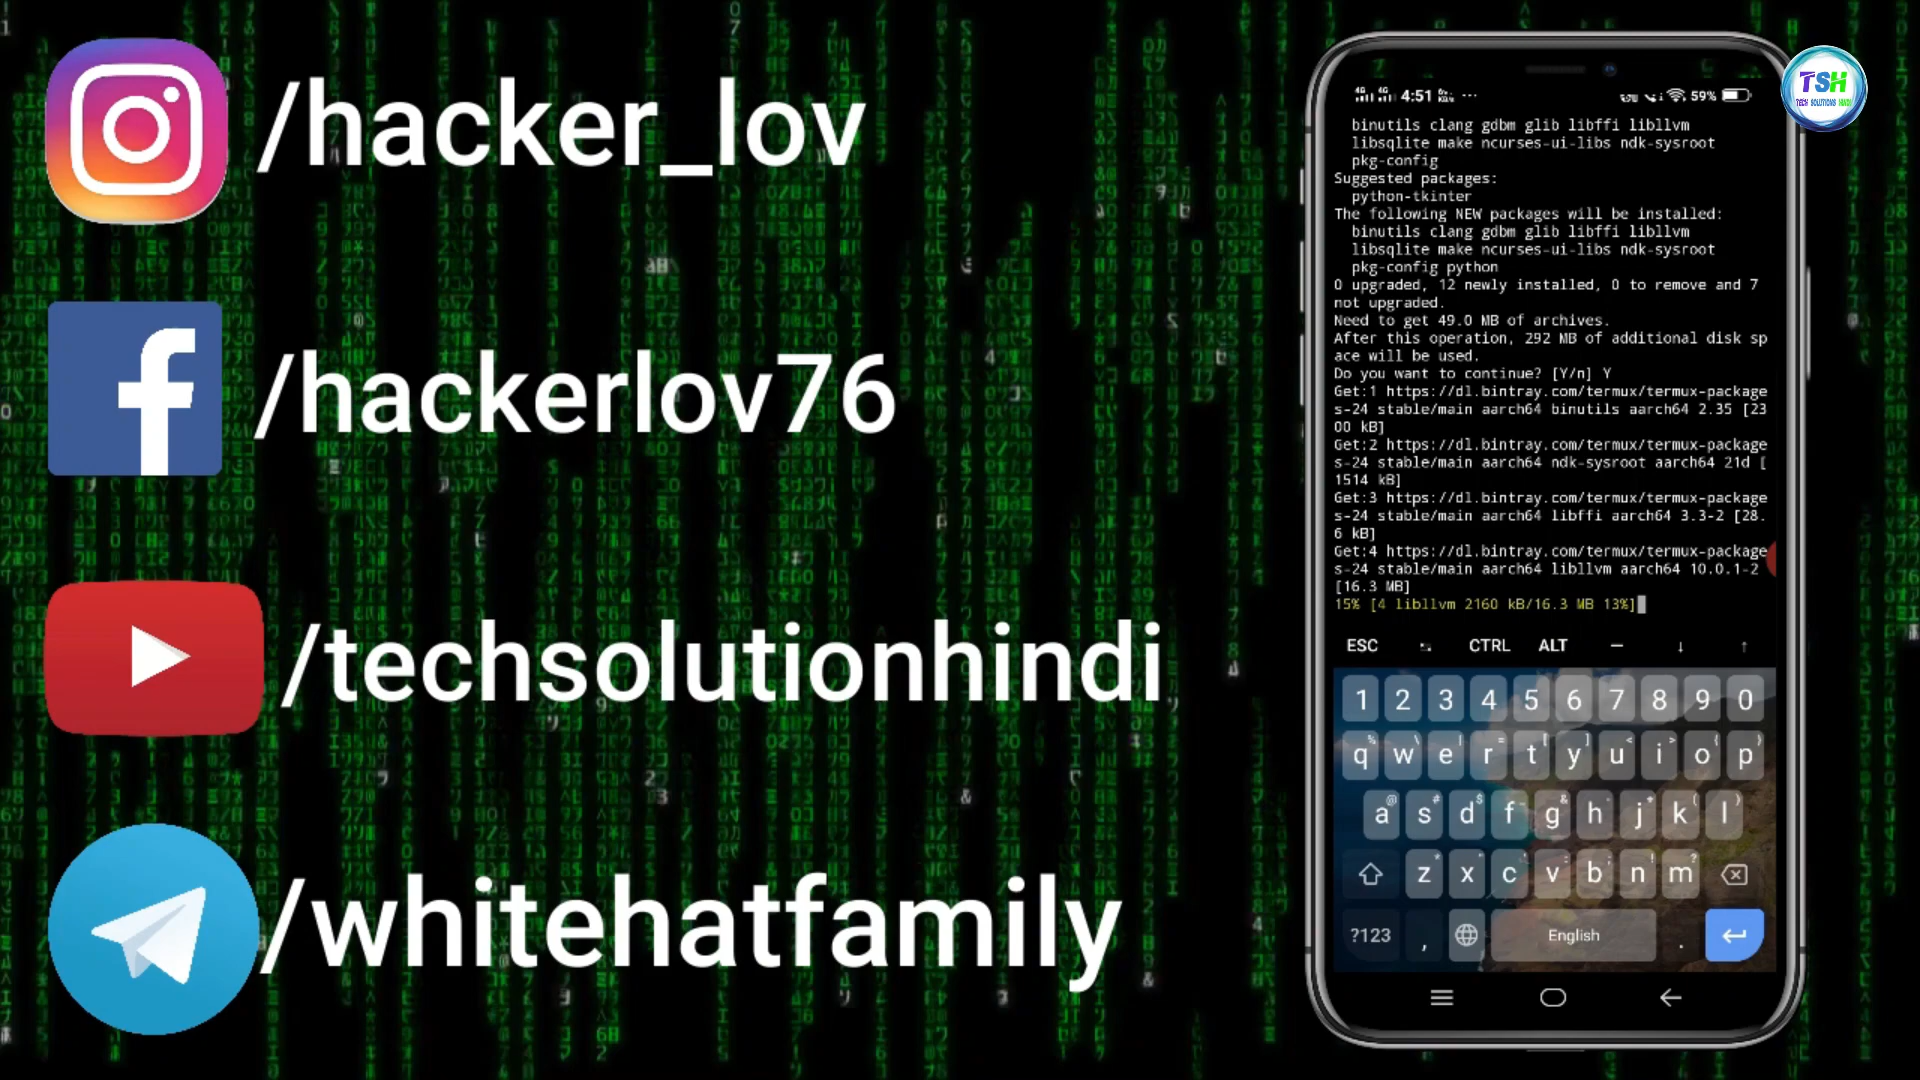 /hacker_lov
/hackerlov76
/techsolutionhindi
/whitehatfamily
TSH
TECH SOLUTIONS HINDI
4G 4G 4:51 ... 59%
binutils clang gdbm glib libffi libllvm
libsqlite make ncurses-ui-libs ndk-sysroot
pkg-config
Suggested packages:
python-tkinter
The following NEW packages will be installed:
binutils clang gdbm glib libffi libllvm
libsqlite make ncurses-ui-libs ndk-sysroot
pkg-config python
0 upgraded, 12 newly installed, 0 to remove and 7
not upgraded.
Need to get 49.0 MB of archives.
After this operation, 292 MB of additional disk sp
ace will be used.
Do you want to continue? [Y/n] Y
Get:1 https://dl.bintray.com/termux/termux-package
s-24 stable/main aarch64 binutils aarch64 2.35 [23
00 kB]
Get:2 https://dl.bintray.com/termux/termux-package
s-24 stable/main aarch64 ndk-sysroot aarch64 21d [
1514 kB]
Get:3 https://dl.bintray.com/termux/termux-package
s-24 stable/main aarch64 libffi aarch64 3.3-2 [28.
6 kB]
Get:4 https://dl.bintray.com/termux/termux-package
s-24 stable/main aarch64 libllvm aarch64 10.0.1-2
[16.3 MB]
15% [4 libllvm 2160 kB/16.3 MB 13%]
ESC CTRL ALT — ↓ ↑
1 2 3 4 5 6 7 8 9 0
q w e r t y u i o p
a s d f g h j k l
z x c v b n m
?123 , English .